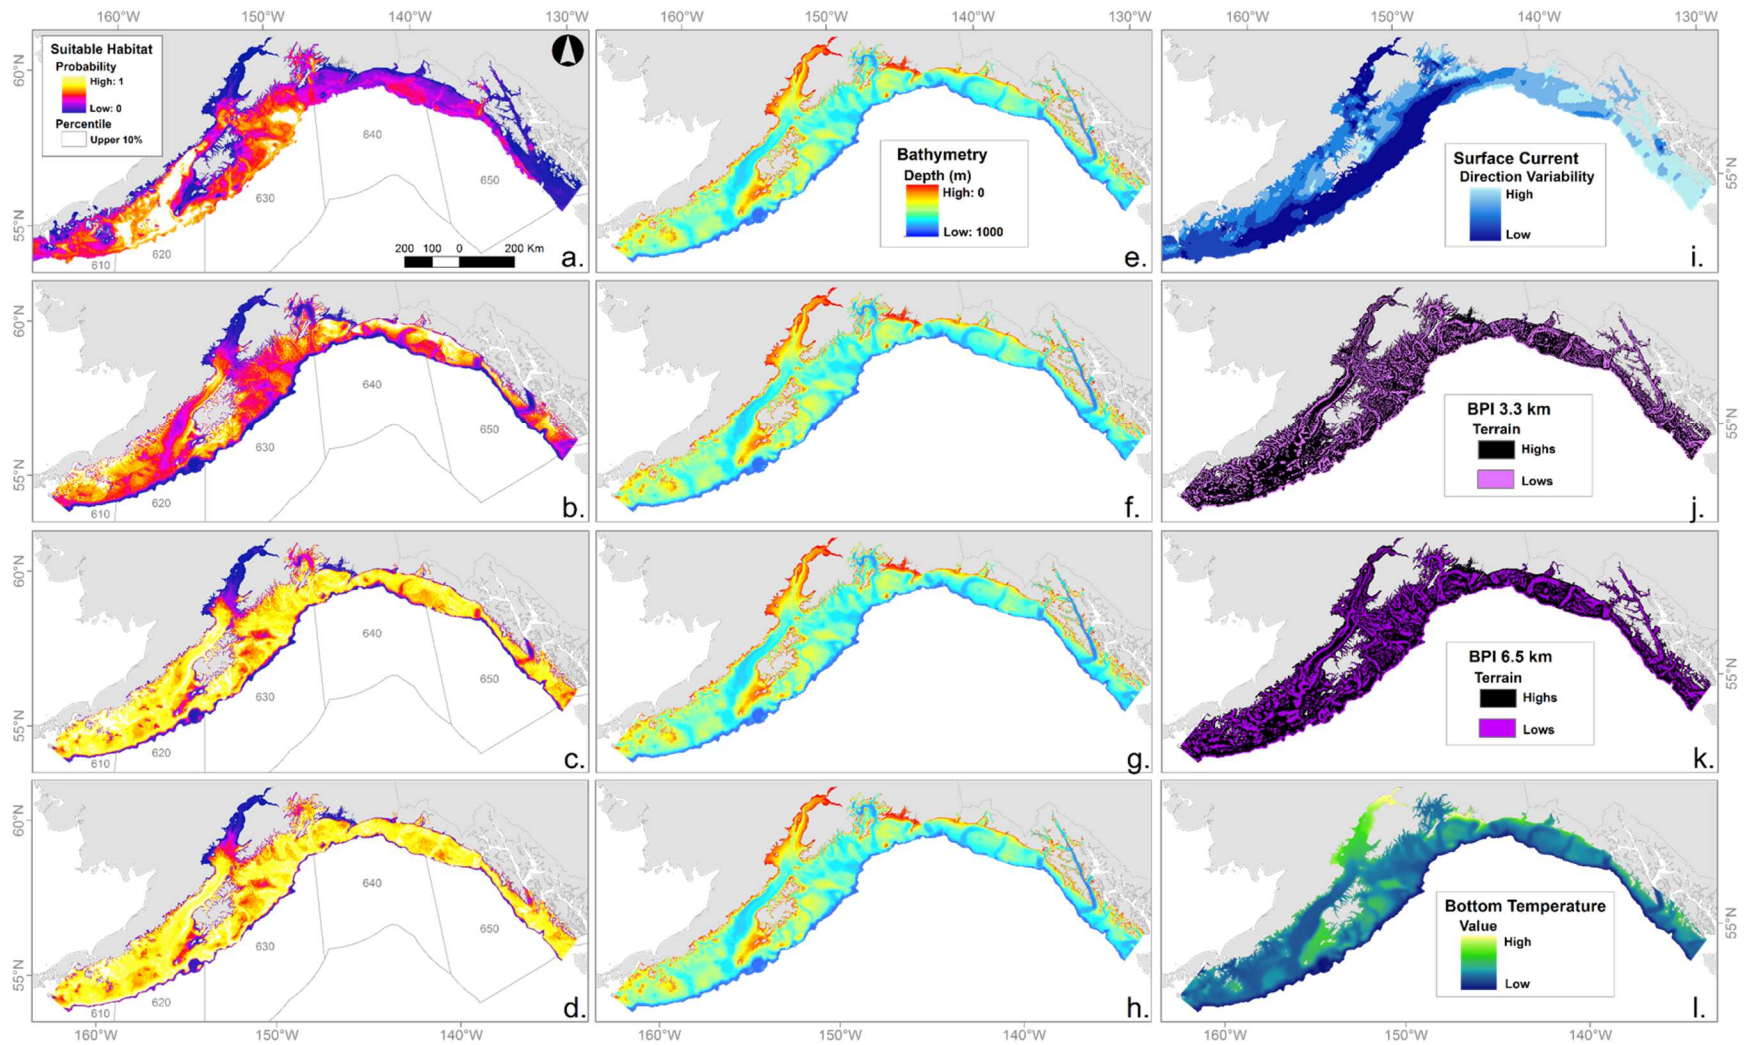 160°W 150°W 140°W 130°W
160°W 150°W 140°W 130°W
160°W 150°W 140°W 130°W
60°N
55°N
Suitable Habitat
Probability
High: 1
Low: 0
Percentile
Upper 10%
640
650
630
620
610
200 100 0 200 Km
a.
Bathymetry
Depth (m)
High: 0
Low: 1000
e.
Surface Current
Direction Variability
High
Low
i.
55°N
60°N
55°N
640
650
630
620
610
b.
f.
BPI 3.3 km
Terrain
Highs
Lows
j.
55°N
60°N
55°N
640
650
630
620
610
c.
g.
BPI 6.5 km
Terrain
Highs
Lows
k.
55°N
60°N
55°N
640
650
630
620
610
d.
h.
Bottom Temperature
Value
High
Low
l.
55°N
160°W 150°W 140°W
160°W 150°W 140°W
160°W 150°W 140°W